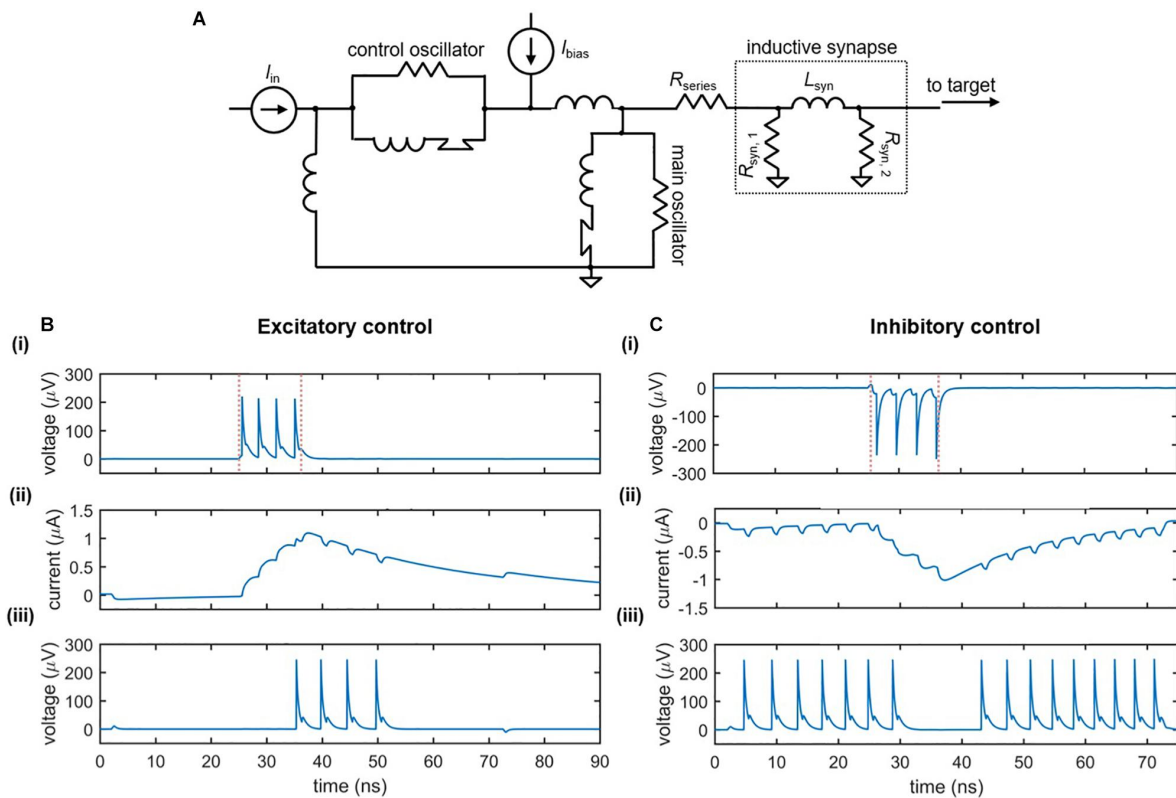 A
control oscillator
I_in
I_bias
R_series
inductive synapse
L_syn
to target
R_syn, 1
R_syn, 2
main oscillator
B
Excitatory control
(i)
voltage (μV)
300
200
100
0
(ii)
current (μA)
1.5
1
0.5
0
(iii)
voltage (μV)
300
200
100
0
0 10 20 30 40 50 60 70 80 90
time (ns)
C
Inhibitory control
(i)
voltage (μV)
0
-100
-200
-300
(ii)
current (μA)
0
-0.5
-1
-1.5
(iii)
voltage (μV)
300
200
100
0
0 10 20 30 40 50 60 70
time (ns)